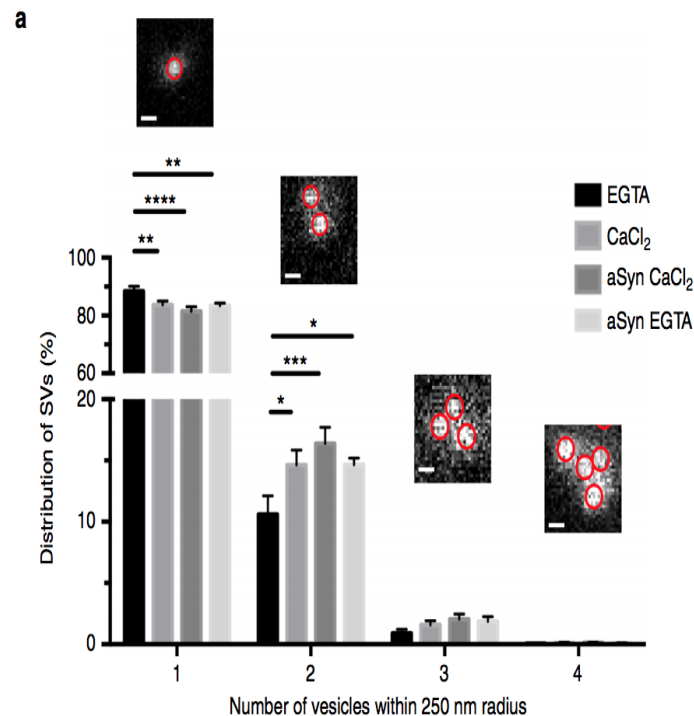 a
**
****
**
*
***
*
EGTA
CaCl₂
aSyn CaCl₂
aSyn EGTA
100
80
60
20
10
0
Distribution of SVs (%)
1
2
3
4
Number of vesicles within 250 nm radius